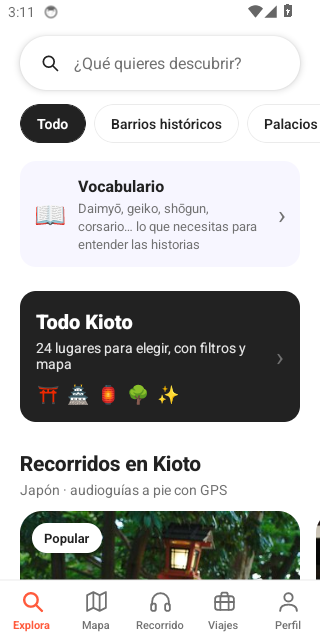 3:11
¿Qué quieres descubrir?
Todo
Barrios históricos
Palacios
Vocabulario
Daimyō, geiko, shōgun,
corsario… lo que necesitas para
entender las historias
Todo Kioto
24 lugares para elegir, con filtros y
mapa
Recorridos en Kioto
Japón · audioguías a pie con GPS
Popular
Explora
Mapa
Recorrido
Viajes
Perfil